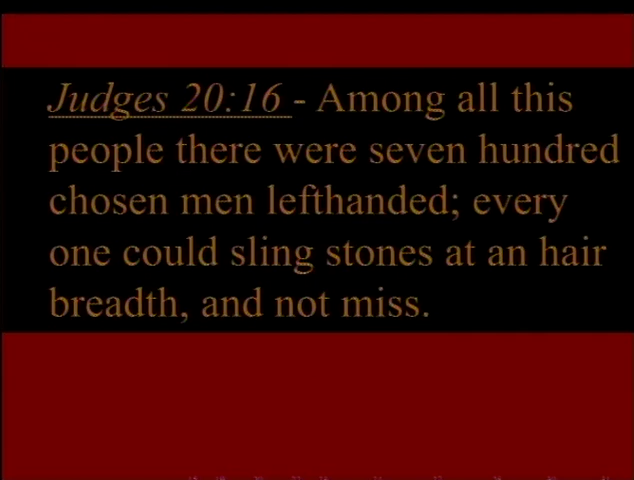 Judges 20:16 - Among all this
people there were seven hundred
chosen men lefthanded; every
one could sling stones at an hair
breadth, and not miss.